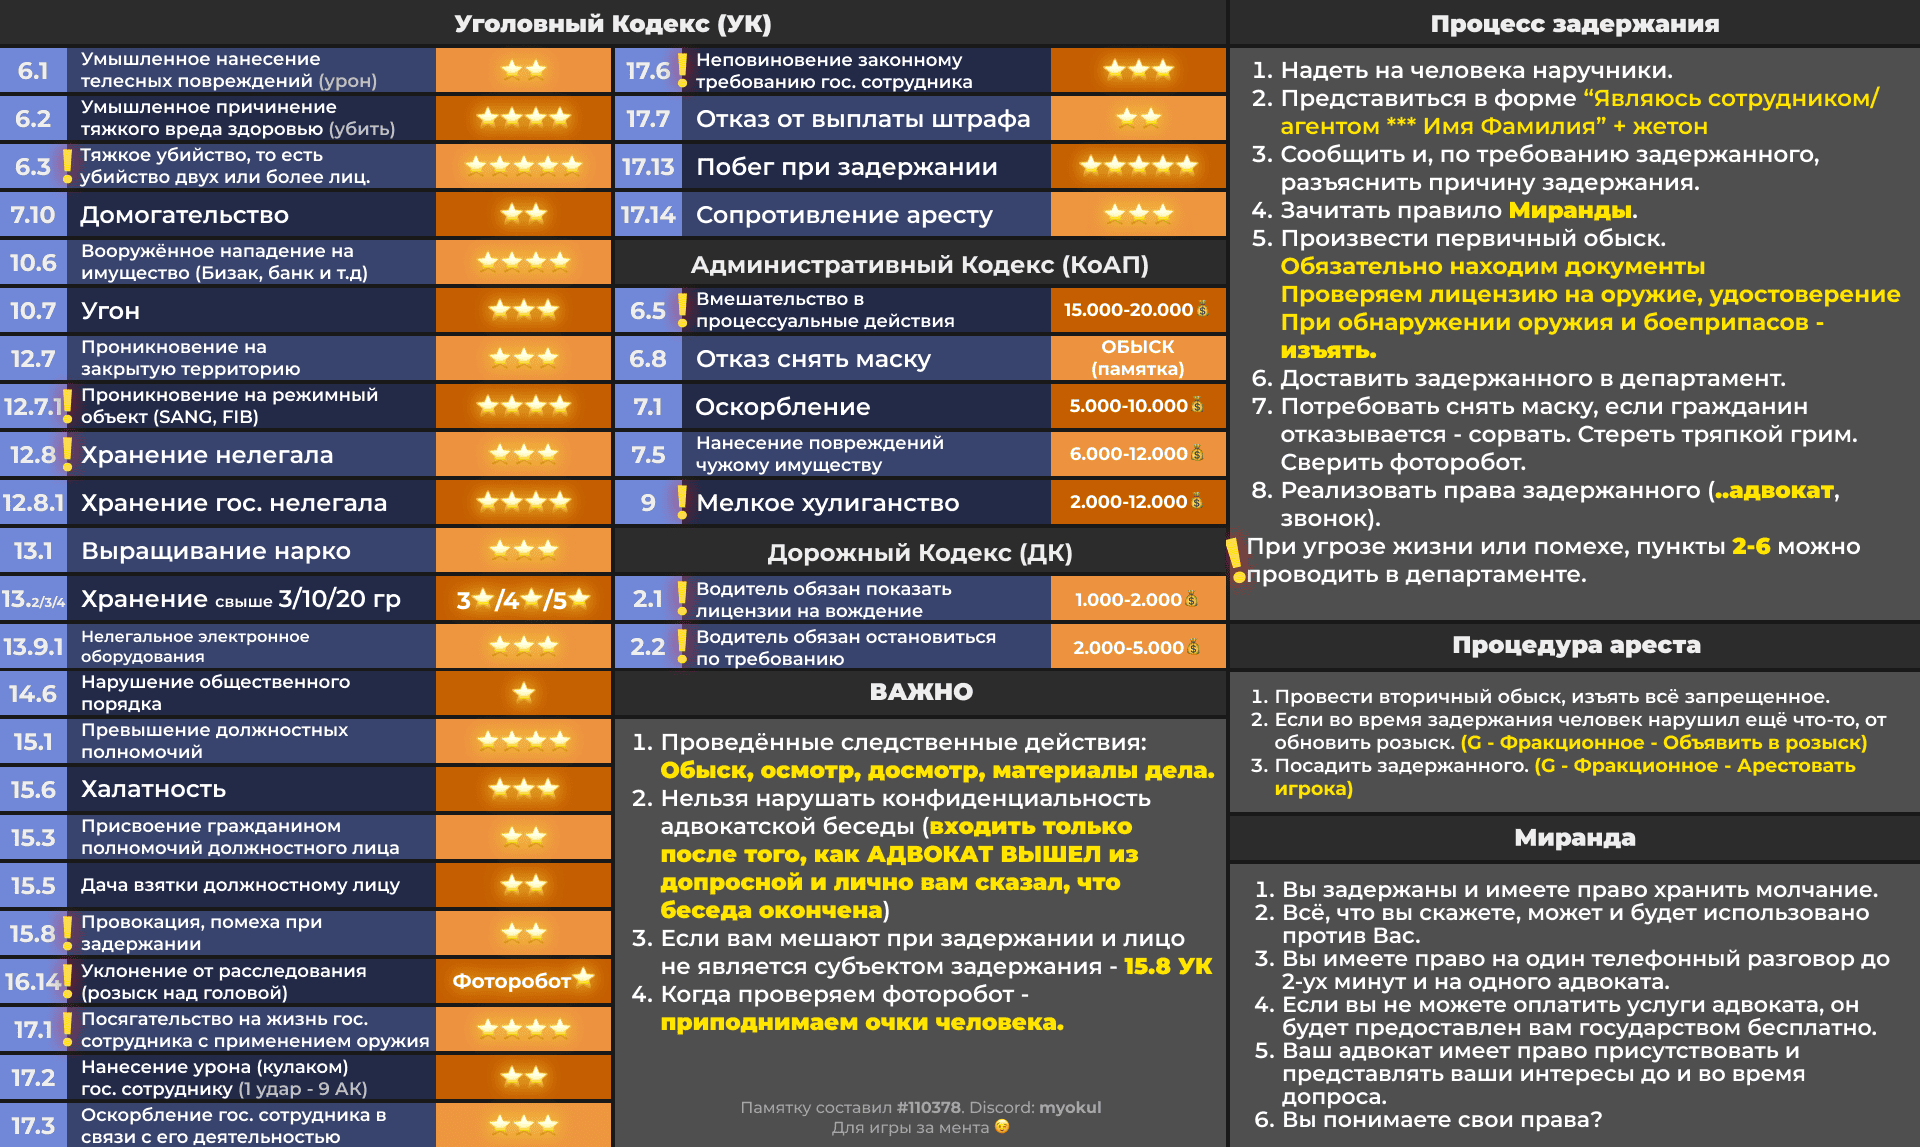 Уголовный Кодекс (УК)
6.1 Умышленное нанесение
телесных повреждений (урон)
6.2 Умышленное причинение
тяжкого вреда здоровью (убить)
6.3 Тяжкое убийство, то есть
убийство двух или более лиц.
7.10 Домогательство
10.6 Вооружённое нападение на
имущество (Бизак, банк и т.д)
10.7 Угон
12.7 Проникновение на
закрытую территорию
12.7.1 Проникновение на режимный
объект (SANG, FIB)
12.8 Хранение нелегала
12.8.1 Хранение гос. нелегала
13.1 Выращивание нарко
13.2/3/4 Хранение свыше 3/10/20 гр 3⭐/4⭐/5⭐
13.9.1 Нелегальное электронное
оборудования
14.6 Нарушение общественного
порядка
15.1 Превышение должностных
полномочий
15.6 Халатность
15.3 Присвоение гражданином
полномочий должностного лица
15.5 Дача взятки должностному лицу
15.8 Провокация, помеха при
задержании
16.14 Уклонение от расследования
(розыск над головой) Фоторобот
17.1 Посягательство на жизнь гос.
сотрудника с применением оружия
17.2 Нанесение урона (кулаком)
гос. сотруднику (1 удар - 9 АК)
17.3 Оскорбление гос. сотрудника в
связи с его деятельностью
17.6 Неповиновение законному
требованию гос. сотрудника
17.7 Отказ от выплаты штрафа
17.13 Побег при задержании
17.14 Сопротивление аресту
Административный Кодекс (КоАП)
6.5 Вмешательство в
процессуальные действия 15.000-20.000
6.8 Отказ снять маску ОБЫСК
(памятка)
7.1 Оскорбление 5.000-10.000
7.5 Нанесение повреждений
чужому имуществу 6.000-12.000
9 Мелкое хулиганство 2.000-12.000
Дорожный Кодекс (ДК)
2.1 Водитель обязан показать
лицензии на вождение 1.000-2.000
2.2 Водитель обязан остановиться
по требованию 2.000-5.000
ВАЖНО
1. Проведённые следственные действия:
Обыск, осмотр, досмотр, материалы дела.
2. Нельзя нарушать конфиденциальность
адвокатской беседы (входить только
после того, как АДВОКАТ ВЫШЕЛ из
допросной и лично вам сказал, что
беседа окончена)
3. Если вам мешают при задержании и лицо
не является субъектом задержания - 15.8 УК
4. Когда проверяем фоторобот -
приподнимаем очки человека.
Памятку составил #110378. Discord: myokul
Для игры за мента
Процесс задержания
1. Надеть на человека наручники.
2. Представиться в форме “Являюсь сотрудником/
агентом *** Имя Фамилия” + жетон
3. Сообщить и, по требованию задержанного,
разъяснить причину задержания.
4. Зачитать правило Миранды.
5. Произвести первичный обыск.
Обязательно находим документы
Проверяем лицензию на оружие, удостоверение
При обнаружении оружия и боеприпасов -
изъять.
6. Доставить задержанного в департамент.
7. Потребовать снять маску, если гражданин
отказывается - сорвать. Стереть тряпкой грим.
Сверить фоторобот.
8. Реализовать права задержанного (..адвокат,
звонок).
При угрозе жизни или помехе, пункты 2-6 можно
проводить в департаменте.
Процедура ареста
1. Провести вторичный обыск, изъять всё запрещенное.
2. Если во время задержания человек нарушил ещё что-то, от
обновить розыск. (G - Фракционное - Объявить в розыск)
3. Посадить задержанного. (G - Фракционное - Арестовать
игрока)
Миранда
1. Вы задержаны и имеете право хранить молчание.
2. Всё, что вы скажете, может и будет использовано
против Вас.
3. Вы имеете право на один телефонный разговор до
2-ух минут и на одного адвоката.
4. Если вы не можете оплатить услуги адвоката, он
будет предоставлен вам государством бесплатно.
5. Ваш адвокат имеет право присутствовать и
представлять ваши интересы до и во время
допроса.
6. Вы понимаете свои права?